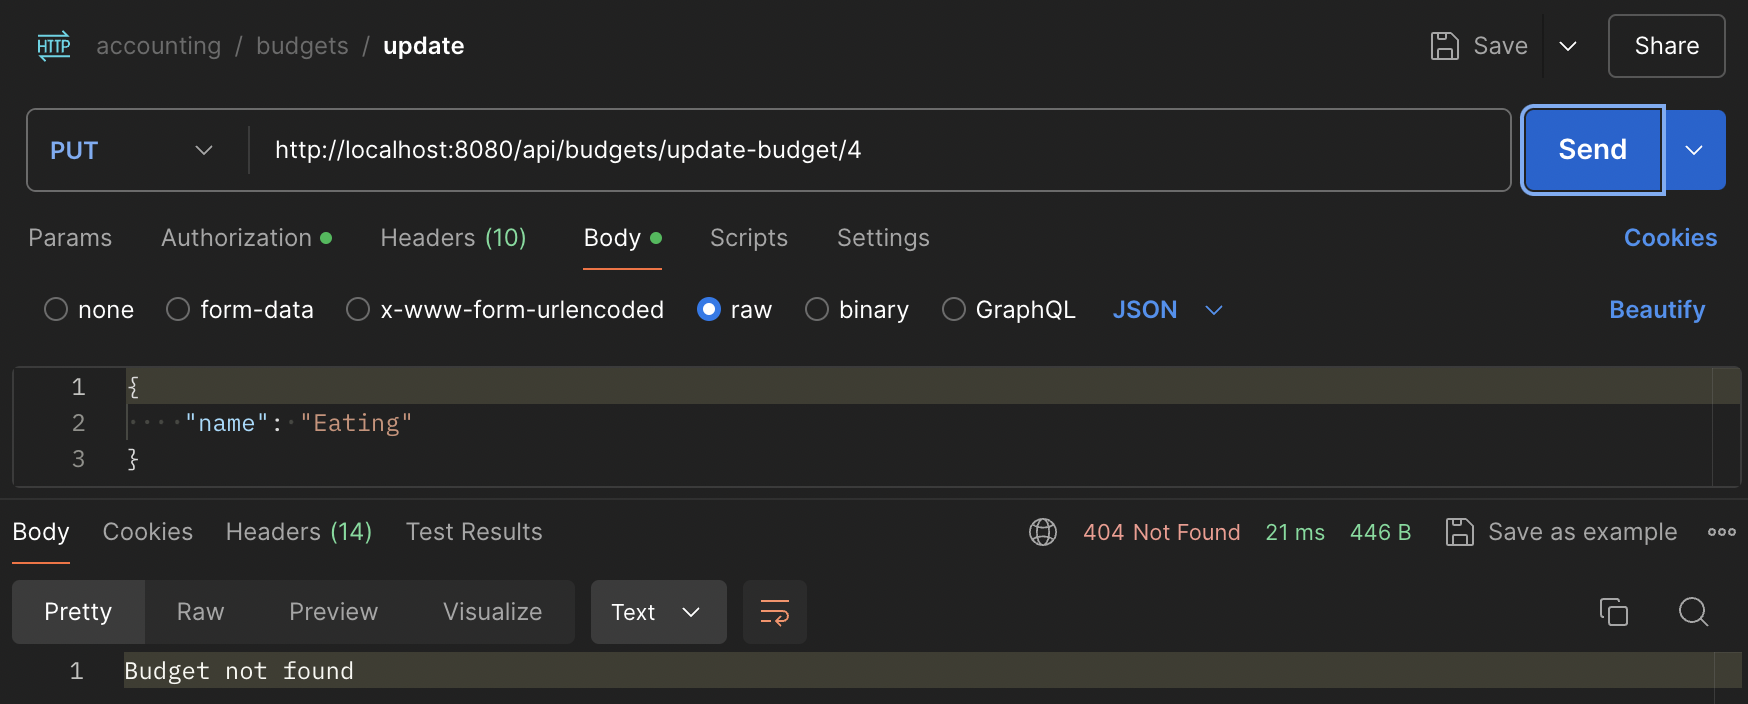 HTTP accounting / budgets / update Save Share
PUT http://localhost:8080/api/budgets/update-budget/4 Send
Params Authorization Headers (10) Body Scripts Settings Cookies
none form-data x-www-form-urlencoded raw binary GraphQL JSON Beautify
1 {
2 ····"name":·"Eating"
3 }
Body Cookies Headers (14) Test Results 404 Not Found 21 ms 446 B Save as example
Pretty Raw Preview Visualize Text
1 Budget not found